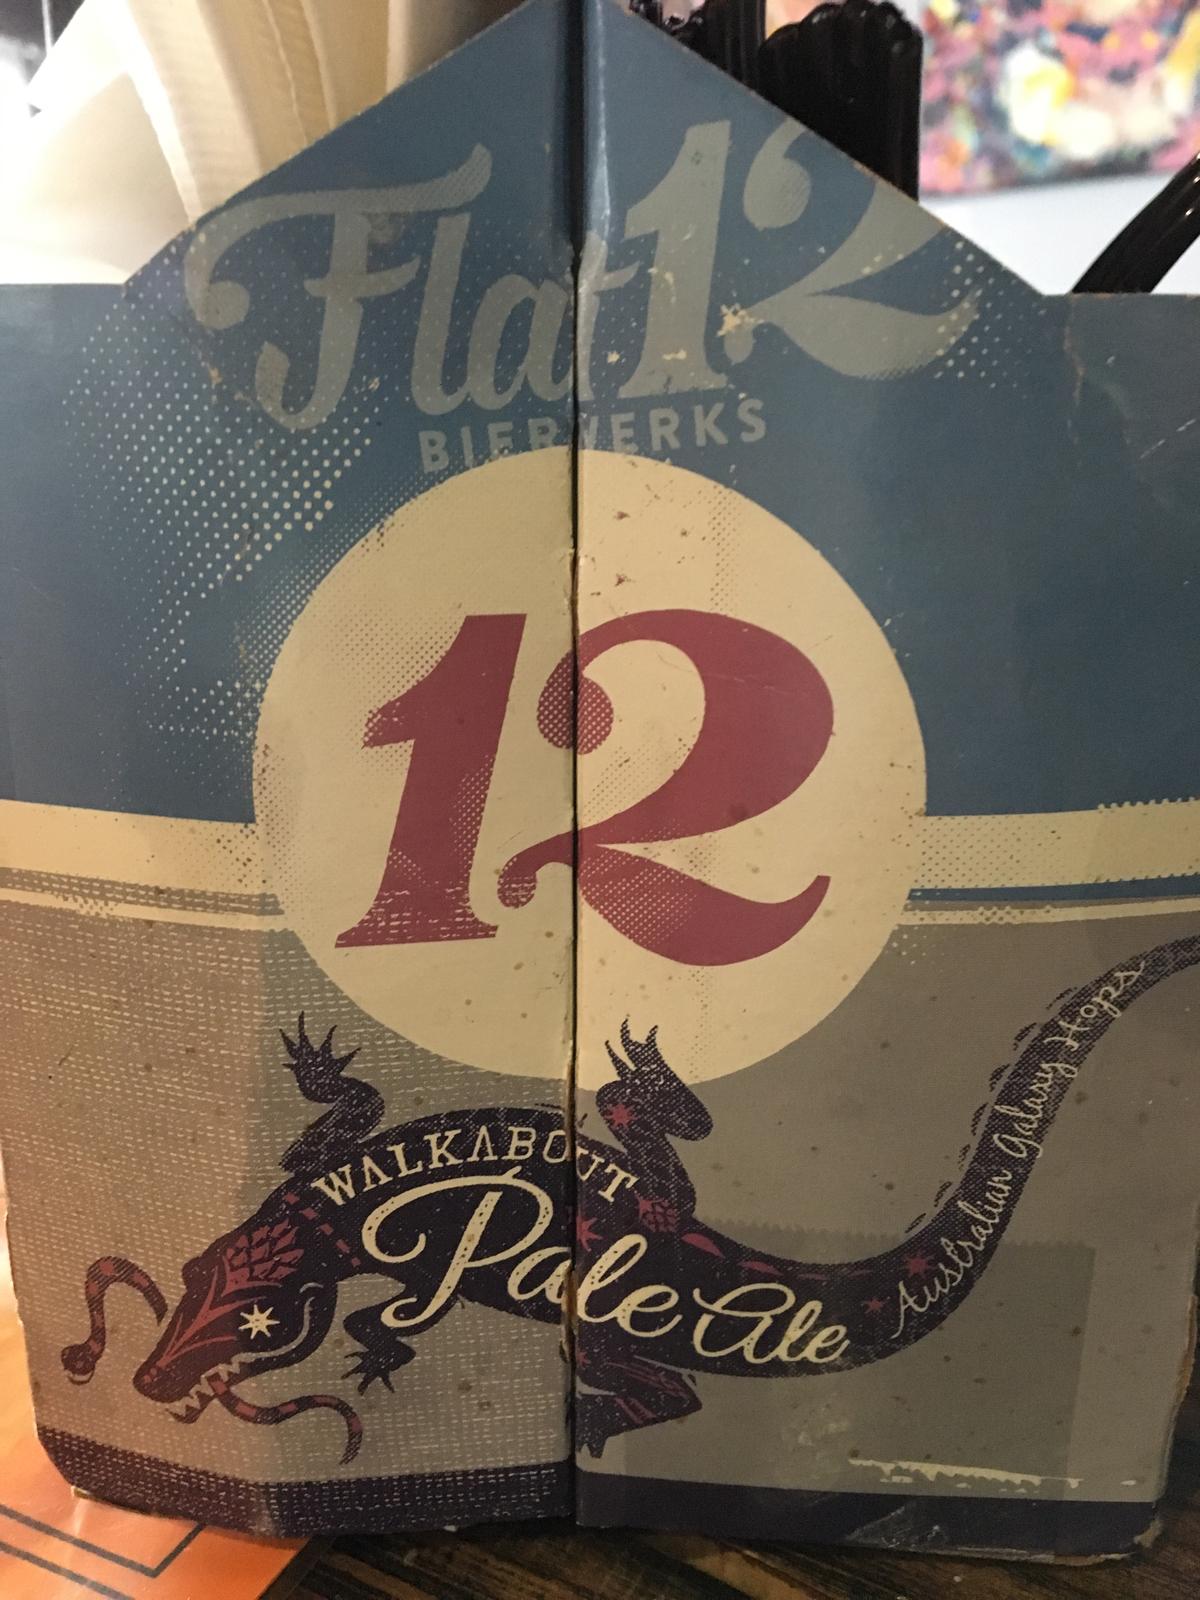 Flat12
BIERWERKS
12
WALKABOUT
Pale Ale
Australian Galaxy Hops